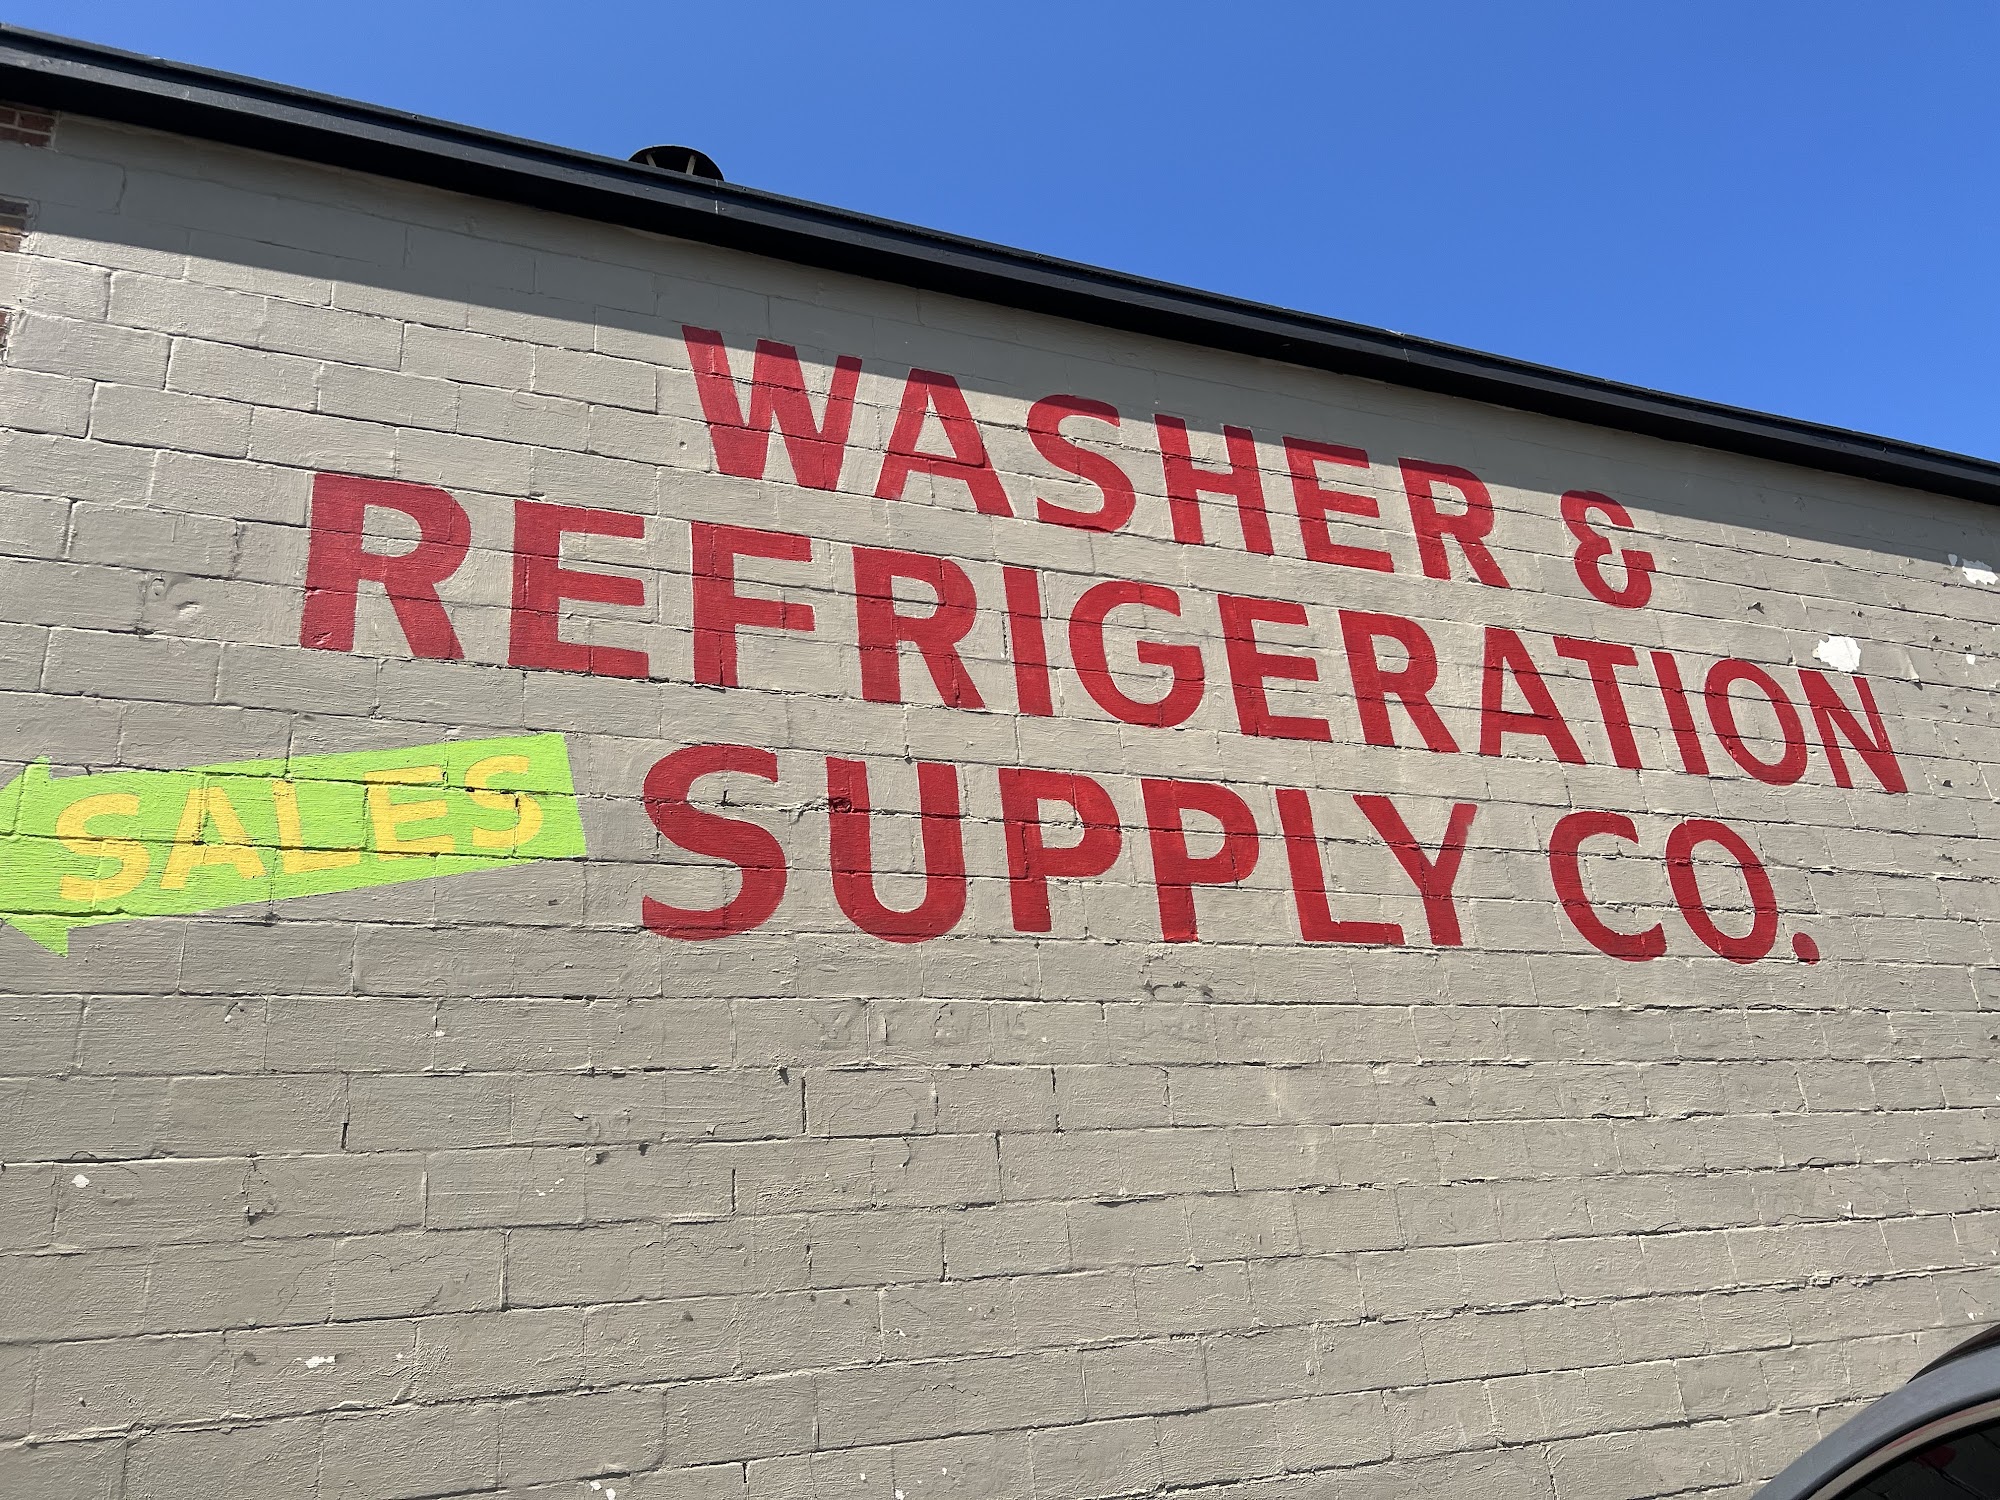 WASHER &
REFRIGERATION
SUPPLY CO.
SALES